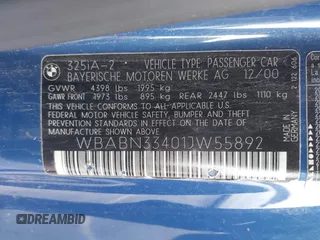 325iA-2 * VEHICLE TYPE PASSENGER CAR
BAYERISCHE MOTOREN WERKE AG 12/00
GVWR 4398 lbs 1995 kg
GAWR FRONT 1973 lbs 895 kg GAWR REAR 2447 lbs 1110 kg
THIS VEHICLE CONFORMS TO ALL APPLICABLE
FEDERAL MOTOR VEHICLE SAFETY, BUMPER,
AND THEFT PREVENTION STANDARDS IN EFFECT ON
THE DATE OF MANUFACTURE SHOWN ABOVE.
WBABN33401JW55892
MADE IN
GERMANY
DREAMBID